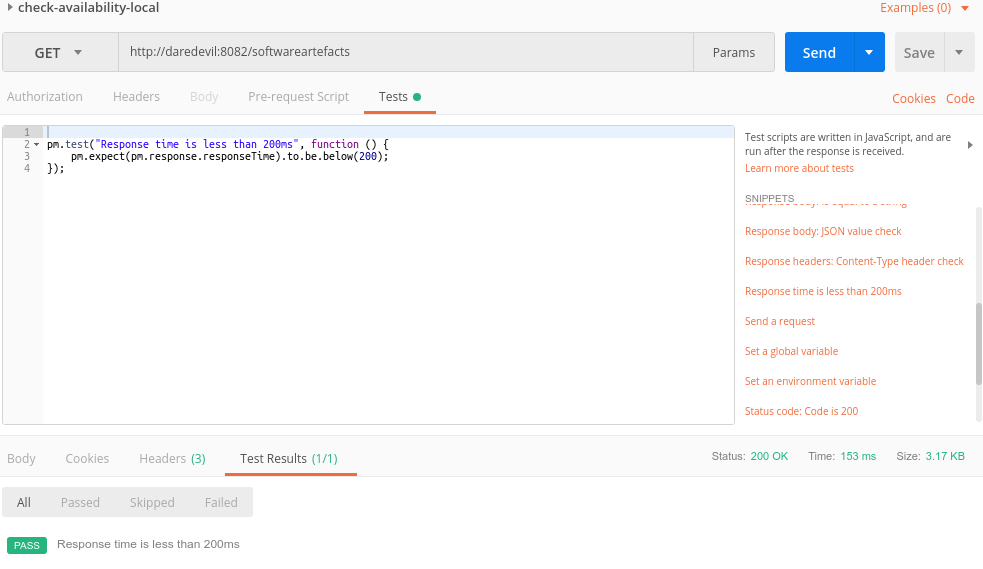 check-availability-local
Examples (0)
GET http://daredevil:8082/softwareartefacts Params Send Save
Authorization Headers Body Pre-request Script Tests Cookies Code
1
2 pm.test("Response time is less than 200ms", function () {
3 pm.expect(pm.response.responseTime).to.be.below(200);
4 });
Test scripts are written in JavaScript, and are
run after the response is received.
Learn more about tests
SNIPPETS
Response body: JSON value check
Response headers: Content-Type header check
Response time is less than 200ms
Send a request
Set a global variable
Set an environment variable
Status code: Code is 200
Body Cookies Headers (3) Test Results (1/1) Status: 200 OK Time: 153 ms Size: 3.17 KB
All Passed Skipped Failed
PASS Response time is less than 200ms